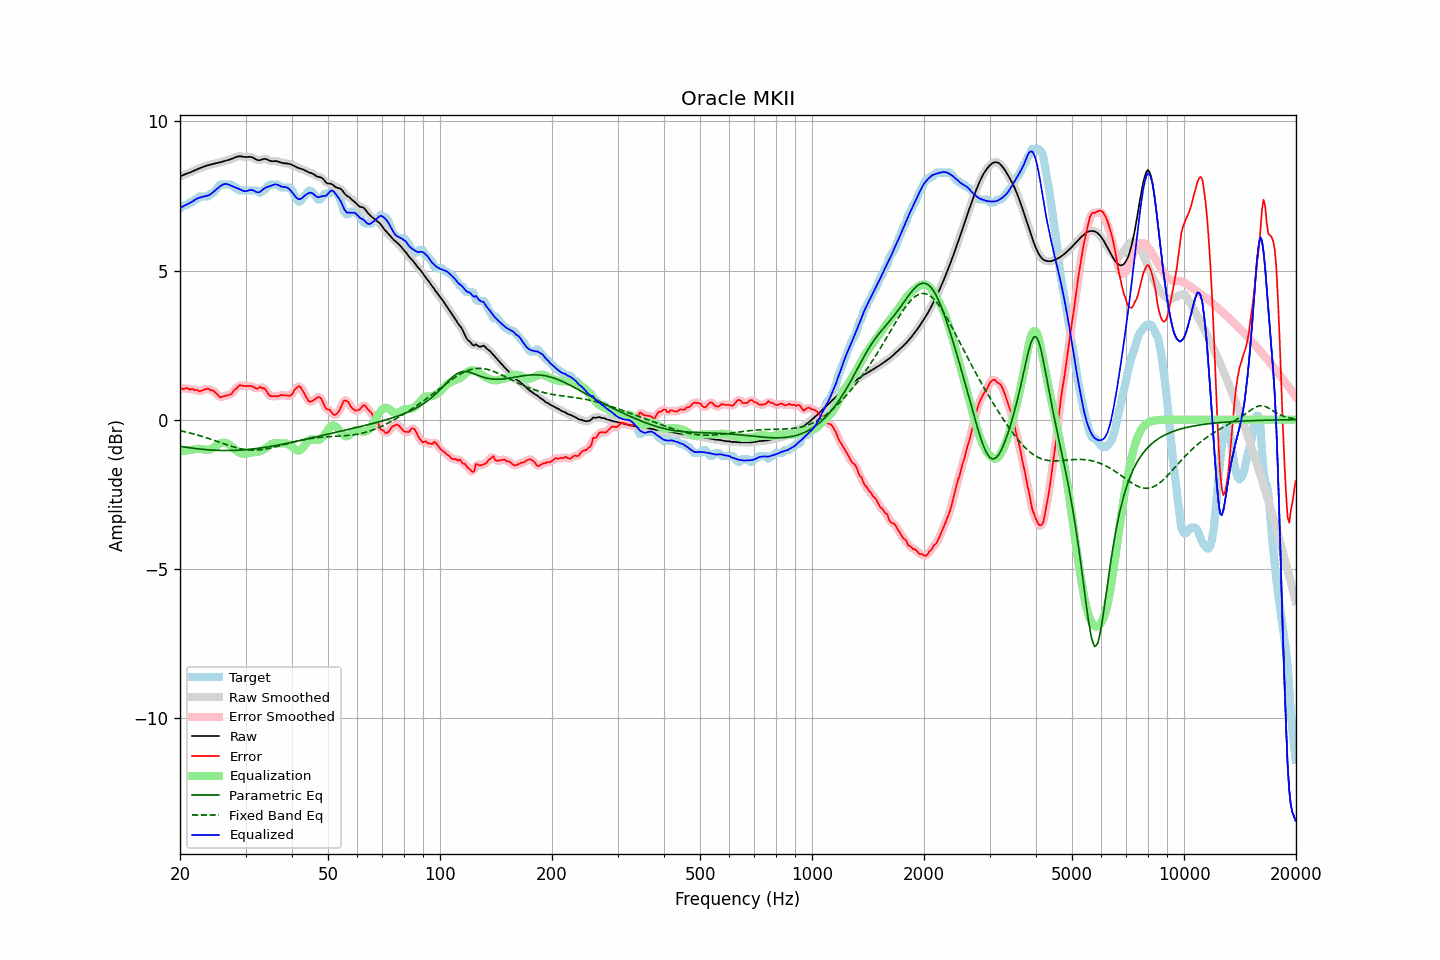 Oracle MKII
10
5
0
−5
−10
Amplitude (dBr)
Target
Raw Smoothed
Error Smoothed
Raw
Error
Equalization
Parametric Eq
Fixed Band Eq
Equalized
20 50 100 200 500 1000 2000 5000 10000 20000
Frequency (Hz)